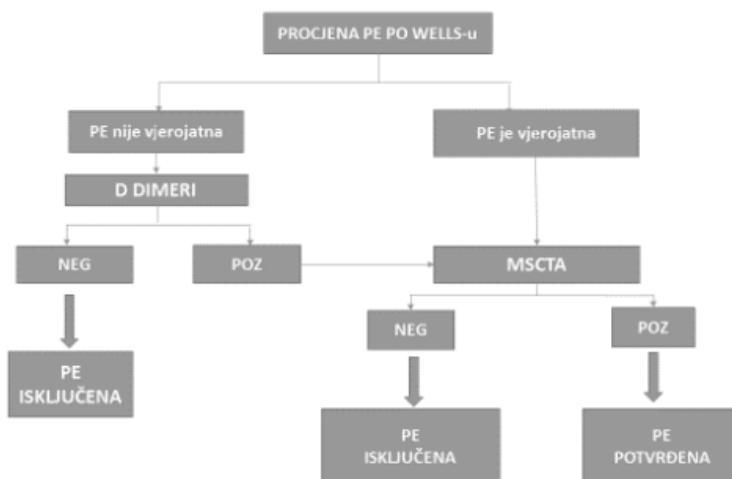 PROCJENA PE PO WELLS-u
PE nije vjerojatna
PE je vjerojatna
D DIMERI
NEG
POZ
MSCTA
NEG
POZ
PE
ISKLJUČENA
PE
ISKLJUČENA
PE
POTVRĐENA